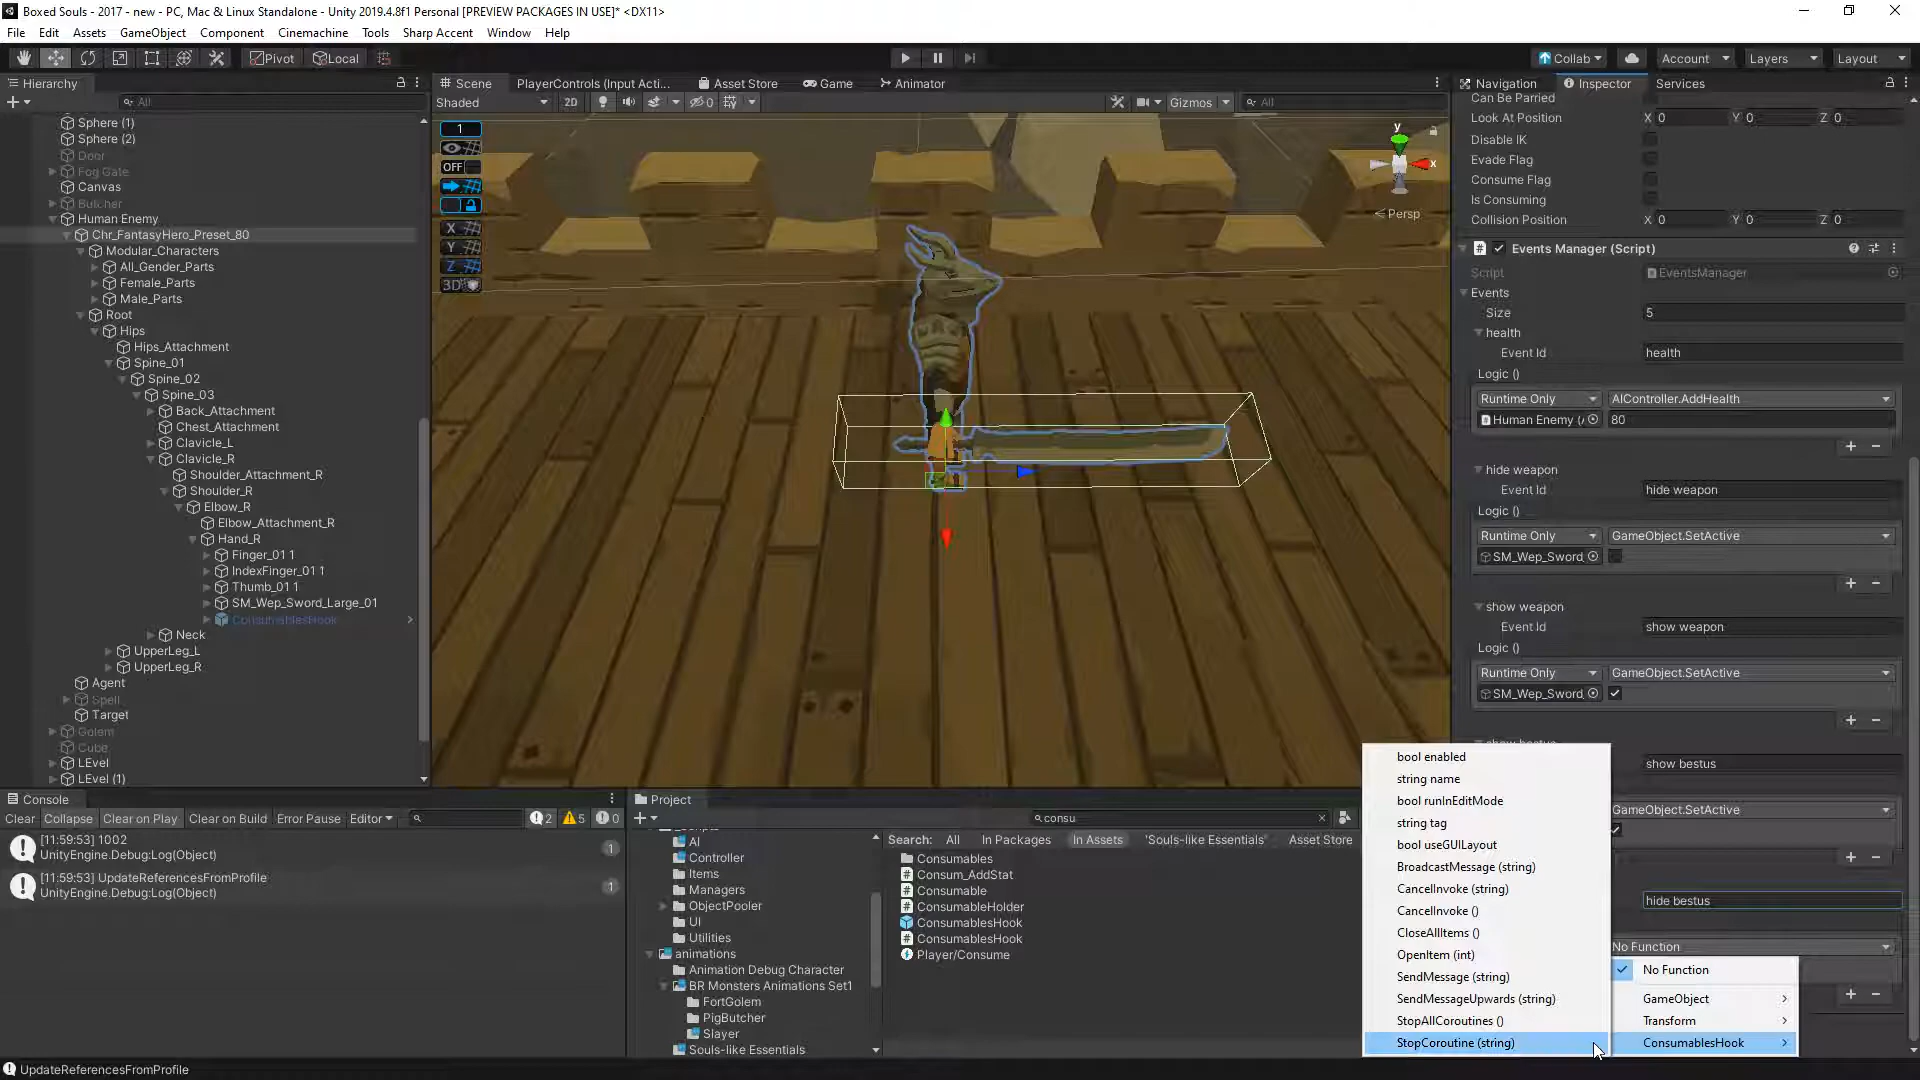 Boxed Souls - 2017 - new - PC, Mac & Linux Standalone - Unity 2019.4.8f1 Personal [PREVIEW PACKAGES IN USE]* <DX11>
File Edit Assets GameObject Component Cinemachine Tools Sharp Accent Window Help
Pivot Local Collab Account Layers Layout
Hierarchy
All
Sphere (1)
Sphere (2)
Door
Fog Gate
Canvas
Butcher
Human Enemy
Chr_FantasyHero_Preset_80
Modular_Characters
All_Gender_Parts
Female_Parts
Male_Parts
Root
Hips
Hips_Attachment
Spine_01
Spine_02
Spine_03
Back_Attachment
Chest_Attachment
Clavicle_L
Clavicle_R
Shoulder_Attachment_R
Shoulder_R
Elbow_R
Elbow_Attachment_R
Hand_R
Finger_01 1
IndexFinger_01 1
Thumb_01 1
SM_Wep_Sword_Large_01
ConsumablesHook
Neck
UpperLeg_L
UpperLeg_R
Agent
Spell
Target
Golem
Cube
LEvel
LEvel (1)
Scene PlayerControls (Input Acti... Asset Store Game Animator
Shaded 2D 0 Gizmos All
1
OFF
X
Y
Z
3D
y
x
Persp
Navigation Inspector Services
Can Be Parried
Look At Position X 0 Y 0 Z 0
Disable IK
Evade Flag
Consume Flag
Is Consuming
Collision Position X 0 Y 0 Z 0
Events Manager (Script)
Script EventsManager
Events
Size 5
health
Event Id health
Logic ()
Runtime Only AIController.AddHealth
Human Enemy ( 80
hide weapon
Event Id hide weapon
Logic ()
Runtime Only GameObject.SetActive
SM_Wep_Sword_
show weapon
Event Id show weapon
Logic ()
Runtime Only GameObject.SetActive
SM_Wep_Sword_
show bestus
show bestus
GameObject.SetActive
hide bestus
No Function
No Function
GameObject
Transform
ConsumablesHook
bool enabled
string name
bool runInEditMode
string tag
bool useGUILayout
BroadcastMessage (string)
CancelInvoke (string)
CancelInvoke ()
CloseAllItems ()
OpenItem (int)
SendMessage (string)
SendMessageUpwards (string)
StopAllCoroutines ()
StopCoroutine (string)
Console
Clear Collapse Clear on Play Clear on Build Error Pause Editor 2 5 0
[11:59:53] 1002
UnityEngine.Debug:Log(Object)
1
[11:59:53] UpdateReferencesFromProfile
UnityEngine.Debug:Log(Object)
1
Project
consu
AI
Controller
Items
Managers
ObjectPooler
UI
Utilities
animations
Animation Debug Character
BR Monsters Animations Set1
FortGolem
PigButcher
Slayer
Souls-like Essentials
Search: All In Packages In Assets 'Souls-like Essentials' Asset Store
Consumables
Consum_AddStat
Consumable
ConsumableHolder
ConsumablesHook
ConsumablesHook
Player/Consume
UpdateReferencesFromProfile